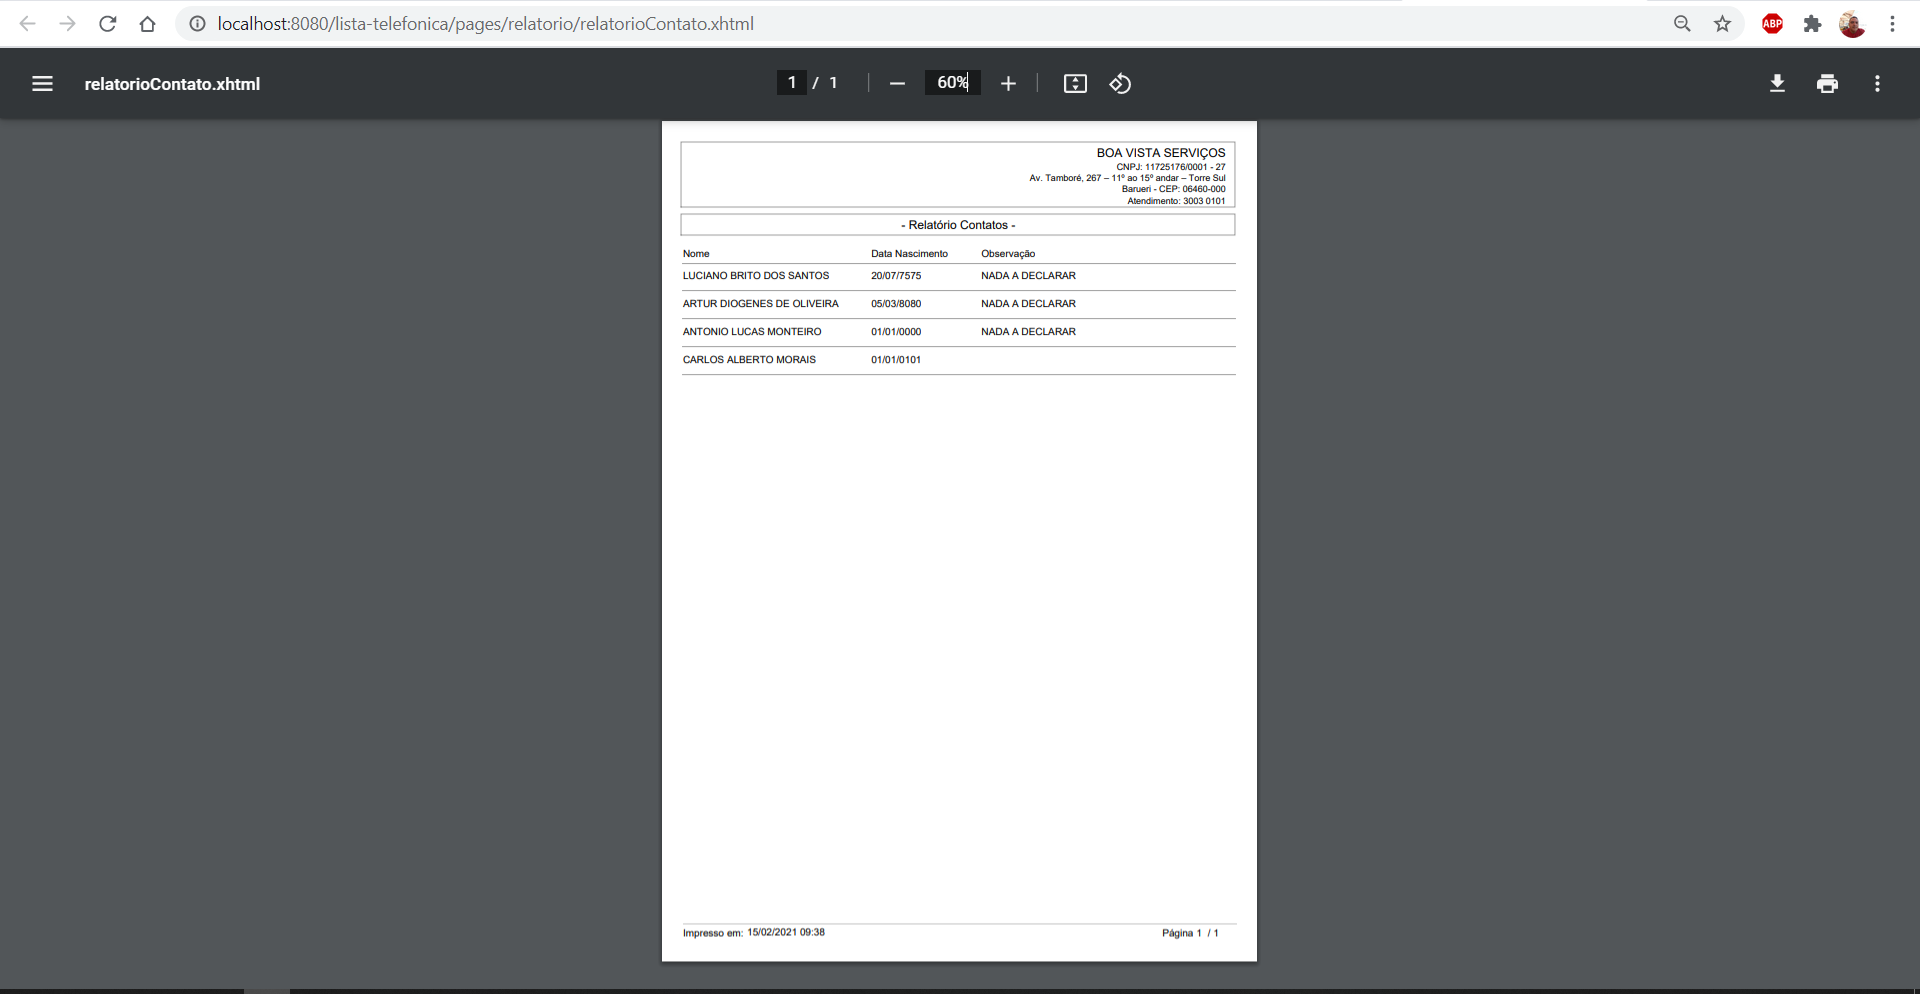 localhost:8080/lista-telefonica/pages/relatorio/relatorioContato.xhtml
ABP
relatorioContato.xhtml
1 / 1
60%
BOA VISTA SERVIÇOS
CNPJ: 11725176/0001 - 27
Av. Tamboré, 267 – 11º ao 15º andar – Torre Sul
Barueri - CEP: 06460-000
Atendimento: 3003 0101
- Relatório Contatos -
Nome Data Nascimento Observação
LUCIANO BRITO DOS SANTOS 20/07/7575 NADA A DECLARAR
ARTUR DIOGENES DE OLIVEIRA 05/03/8080 NADA A DECLARAR
ANTONIO LUCAS MONTEIRO 01/01/0000 NADA A DECLARAR
CARLOS ALBERTO MORAIS 01/01/0101
Impresso em: 15/02/2021 09:38 Página 1 / 1